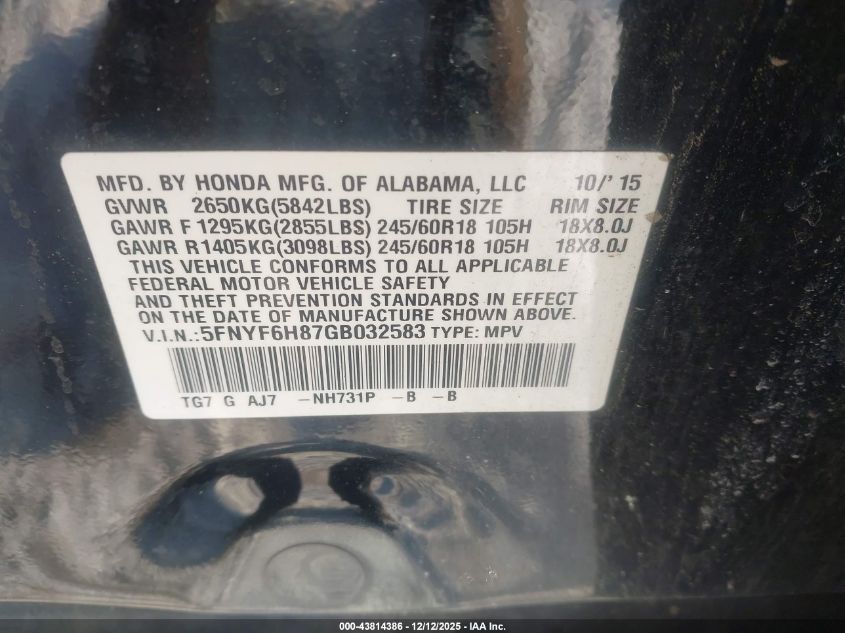 MFD. BY HONDA MFG. OF ALABAMA, LLC 10/'15
GVWR 2650KG(5842LBS) TIRE SIZE RIM SIZE
GAWR F 1295KG(2855LBS) 245/60R18 105H 18X8.0J
GAWR R1405KG(3098LBS) 245/60R18 105H 18X8.0J
THIS VEHICLE CONFORMS TO ALL APPLICABLE
FEDERAL MOTOR VEHICLE SAFETY
AND THEFT PREVENTION STANDARDS IN EFFECT
ON THE DATE OF MANUFACTURE SHOWN ABOVE.
V.I.N.:5FNYF6H87GB032583 TYPE: MPV
TG7 G AJ7 -NH731P -B -B
000-43814386 - 12/12/2025 - IAA Inc.